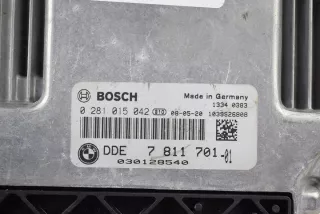 BOSCH
Made in Germany
1334 0383
0 281 015 042 010 08-05-20 1039S26808
DDE 7 811 701-01
030128540